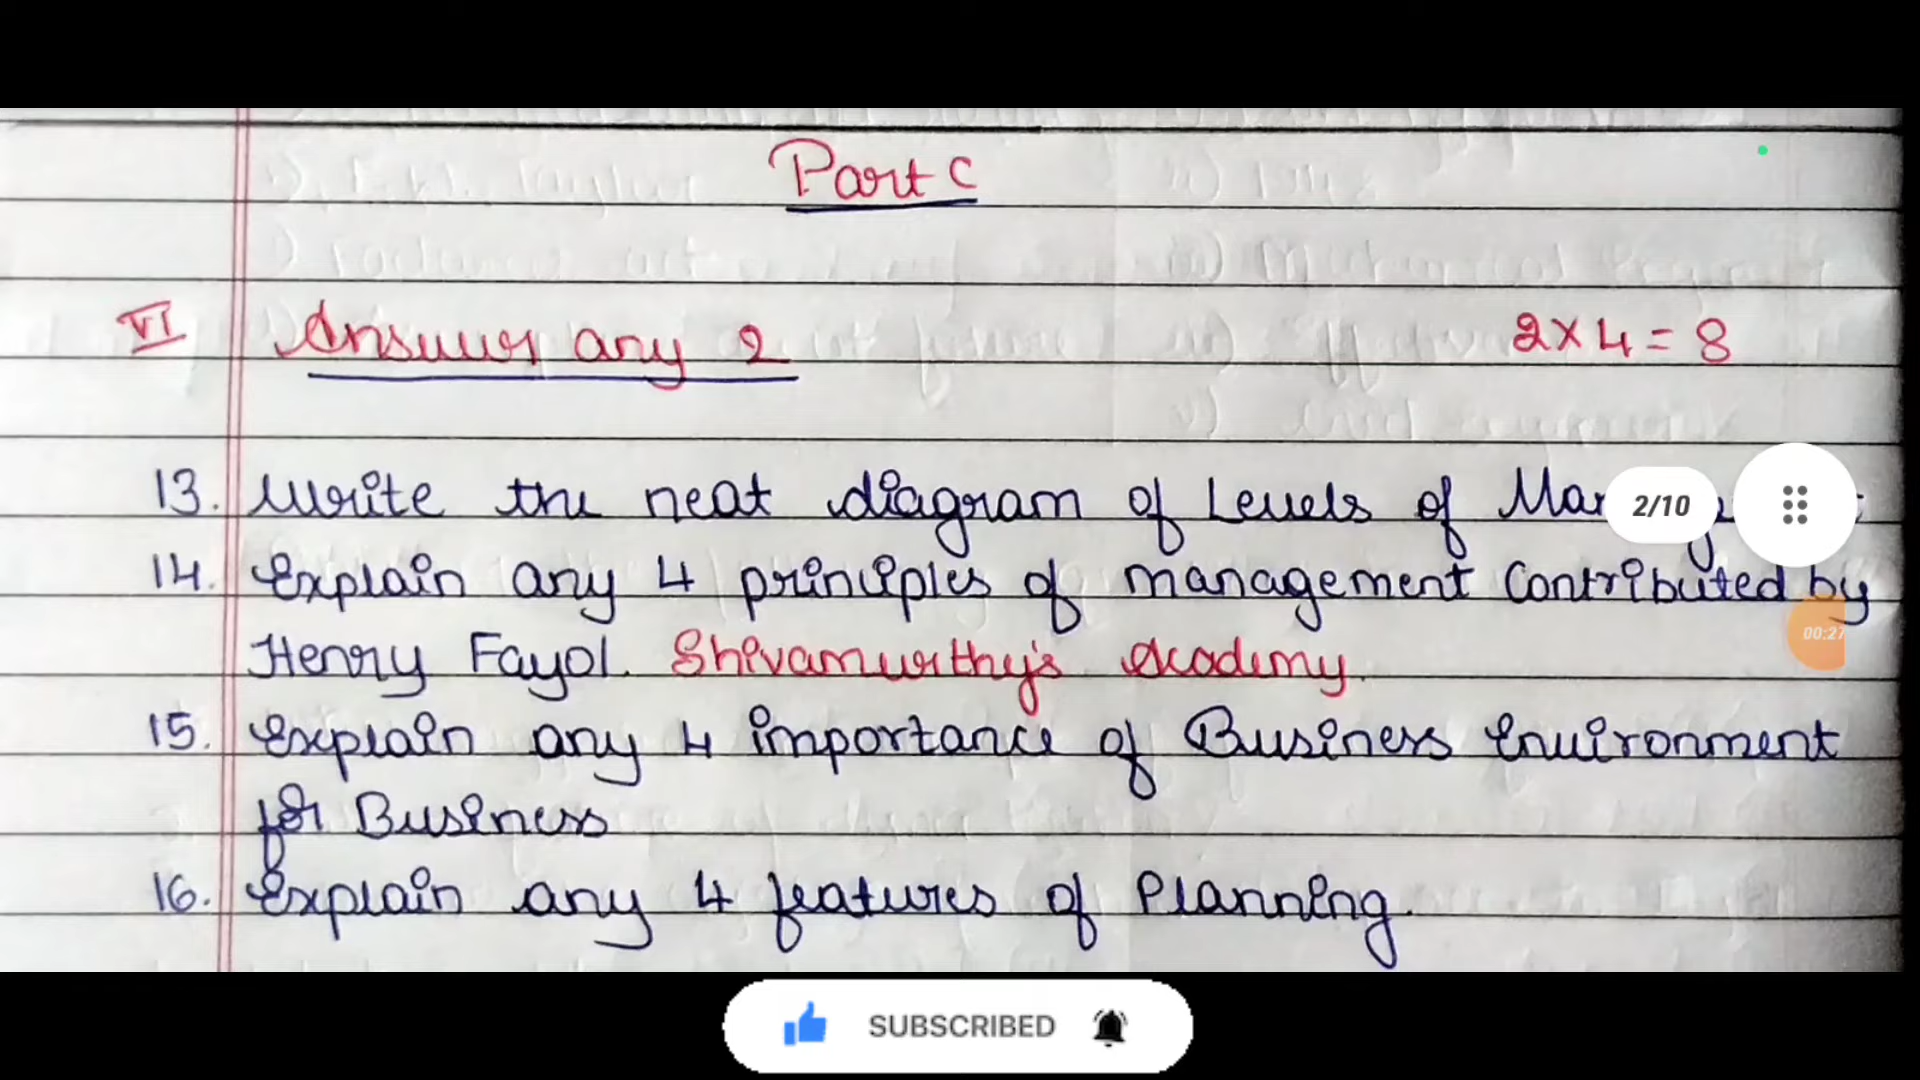 Part C
VI Answer any 2 2 × 4 = 8
13. Write the neat diagram of Levels of
2/10
14. Explain any 4 principles of management Contributed by
Henry Fayol. Shivamurthy's Academy.
00:27
15. Explain any 4 importance of Business Environment
for Business
16. Explain any 4 features of Planning.
SUBSCRIBED